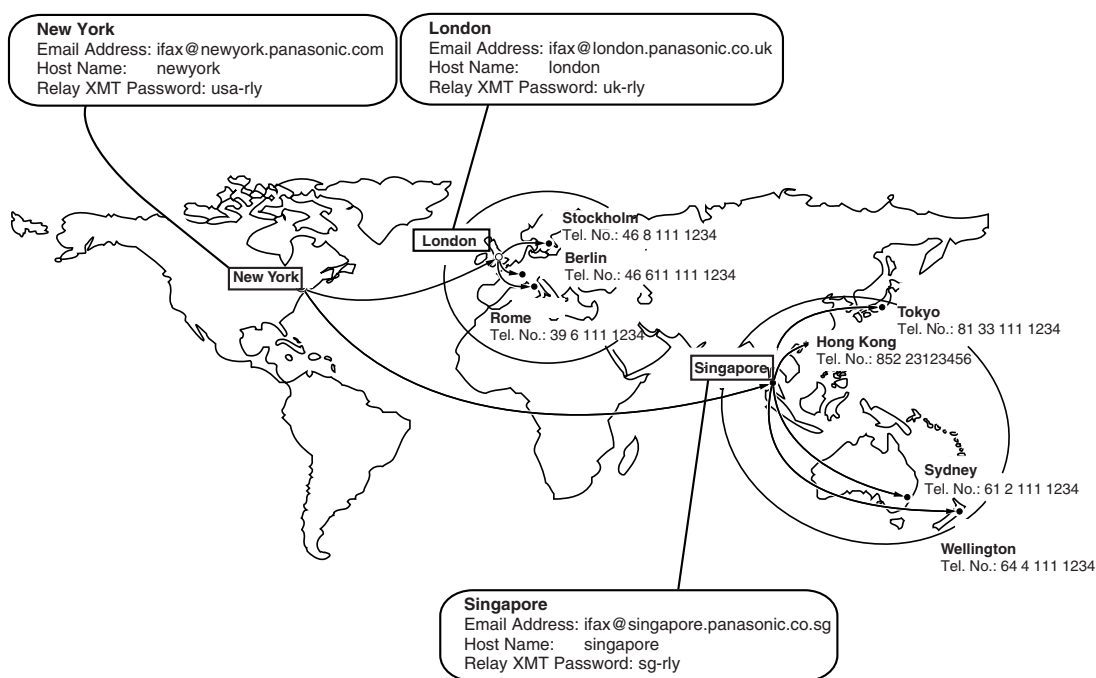 New York
Email Address: ifax@newyork.panasonic.com
Host Name: newyork
Relay XMT Password: usa-rly
London
Email Address: ifax@london.panasonic.co.uk
Host Name: london
Relay XMT Password: uk-rly
Stockholm
Tel. No.: 46 8 111 1234
London
Berlin
Tel. No.: 46 611 111 1234
New York
Rome
Tel. No.: 39 6 111 1234
Tokyo
Tel. No.: 81 33 111 1234
Hong Kong
Tel. No.: 852 23123456
Singapore
Sydney
Tel. No.: 61 2 111 1234
Wellington
Tel. No.: 64 4 111 1234
Singapore
Email Address: ifax@singapore.panasonic.co.sg
Host Name: singapore
Relay XMT Password: sg-rly